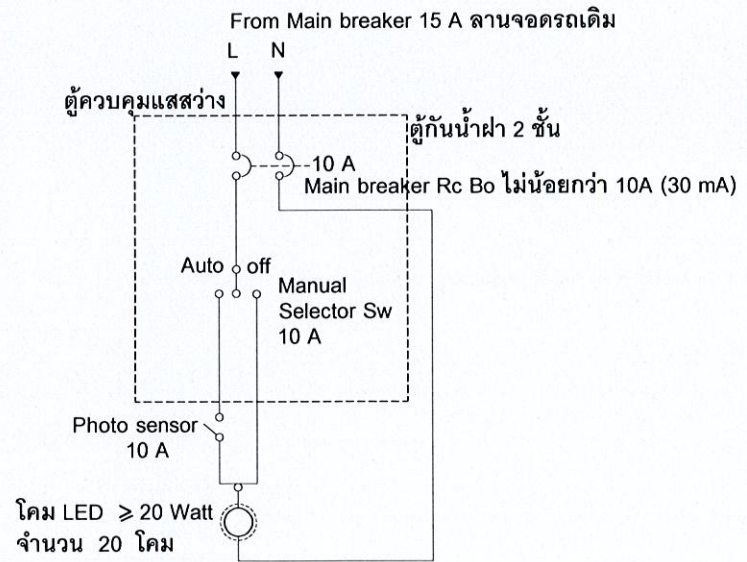 From Main breaker 15 A ลานจอดรถเดิม
L N
ตู้ควบคุมแสสว่าง
ตู้กันน้ำฝา 2 ชั้น
10 A
Main breaker Rc Bo ไม่น้อยกว่า 10A (30 mA)
Auto off
Manual
Selector Sw
10 A
Photo sensor
10 A
โคม LED ⩾ 20 Watt
จำนวน 20 โคม